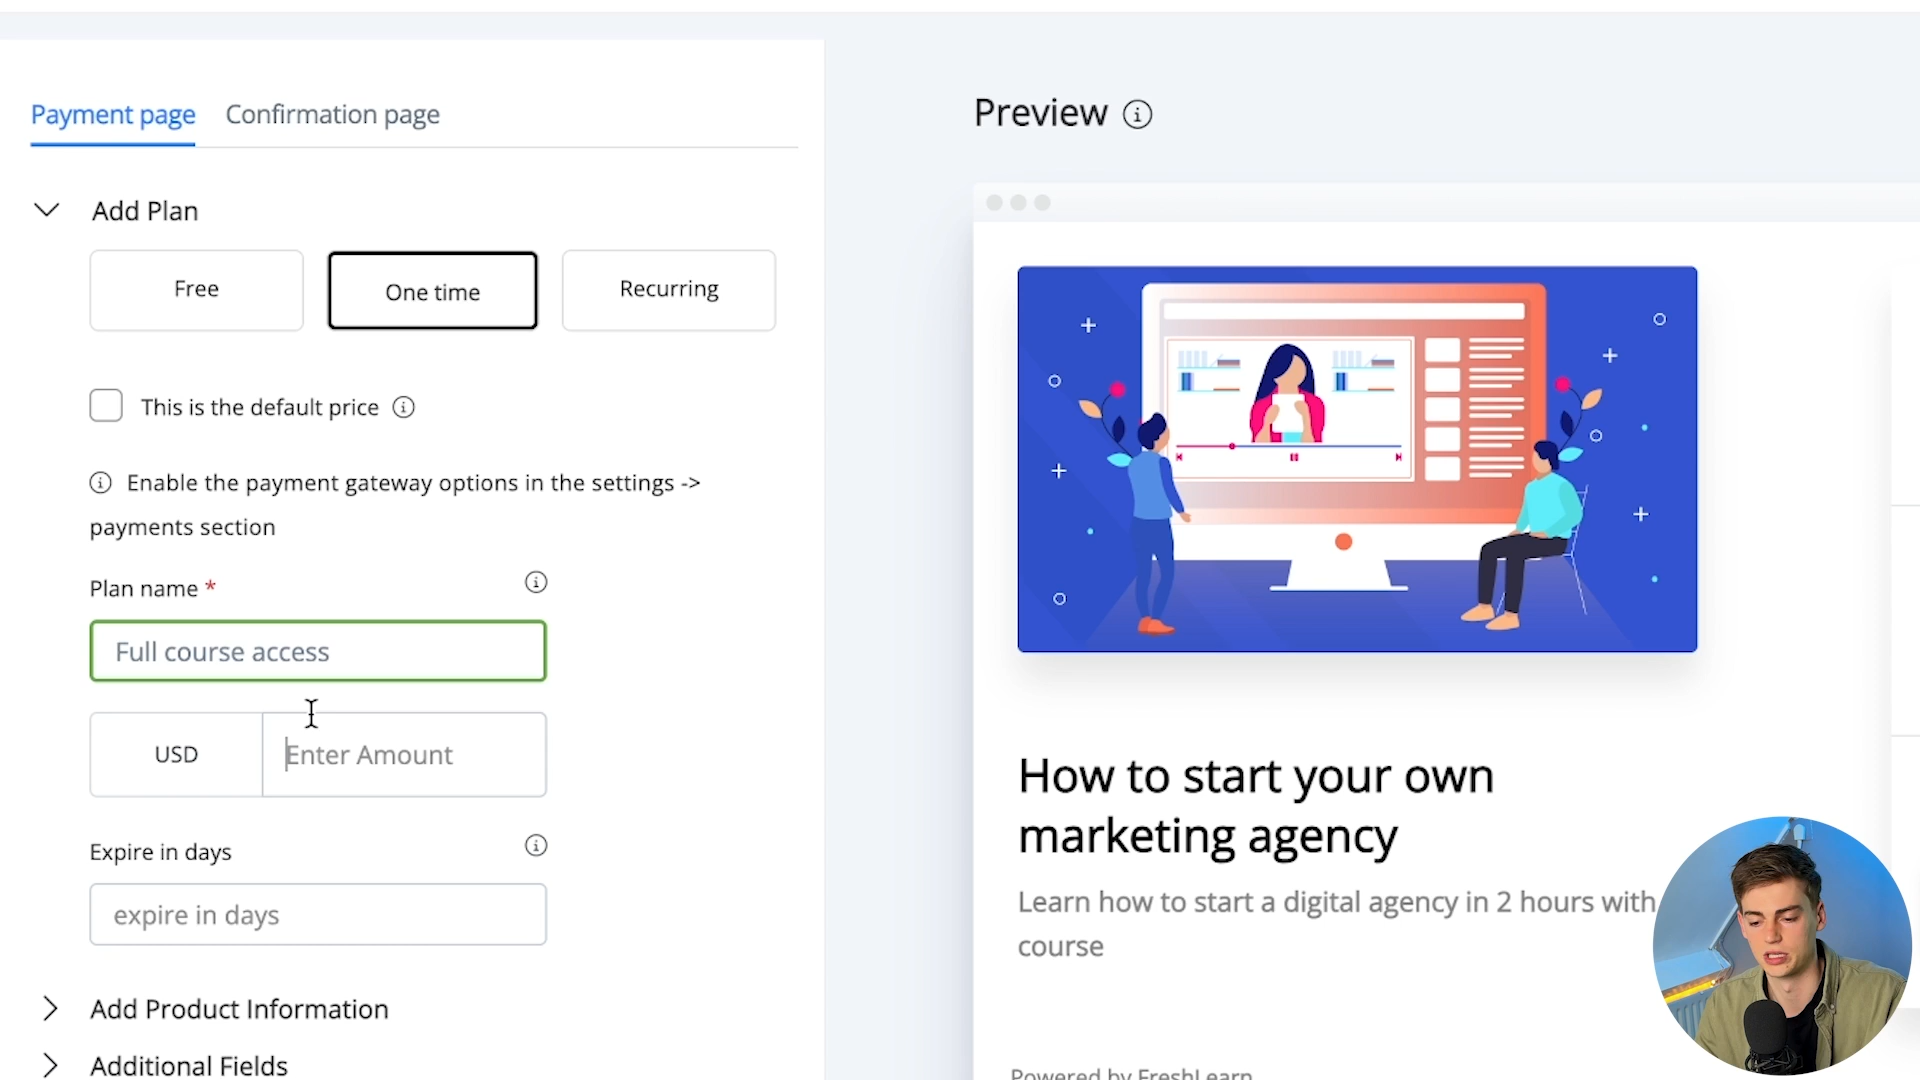 Payment page
Confirmation page
Add Plan
Free
One time
Recurring
This is the default price
Enable the payment gateway options in the settings ->
payments section
Plan name *
Full course access
USD
Enter Amount
Expire in days
expire in days
Add Product Information
Additional Fields
Preview
How to start your own
marketing agency
Learn how to start a digital agency in 2 hours with
course
Powered by FreshLearn